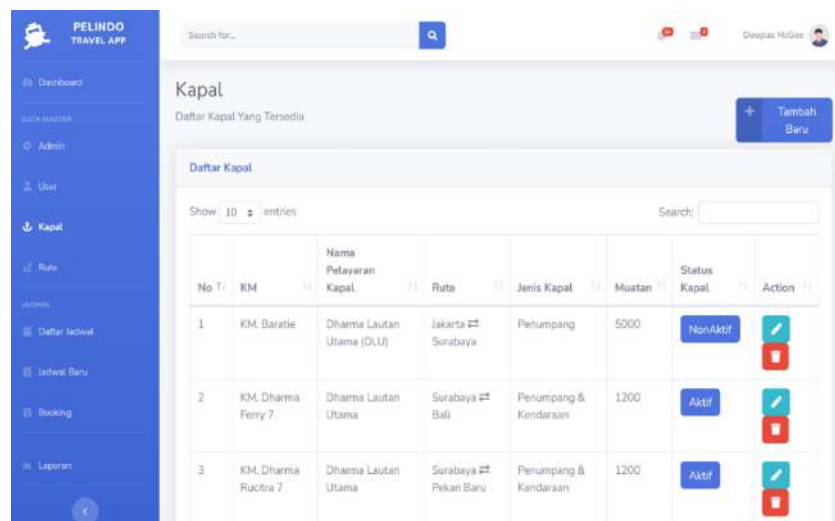 PELINDO
TRAVEL APP
Search for...
Douglas McGee
Dashboard
DATA MASTER
Admin
User
Kapal
Rute
JADWAL
Daftar Jadwal
Jadwal Baru
Booking
Laporan
Kapal
Daftar Kapal Yang Tersedia
Tambah
Baru
Daftar Kapal
Show 10 entries
Search:
No KM Nama Pelayaran Kapal Rute Jenis Kapal Muatan Status Kapal Action
1 KM. Baratie Dharma Lautan Utama (DLU) Jakarta ⇄ Surabaya Penumpang 5000 NonAktif
2 KM. Dharma Ferry 7 Dharma Lautan Utama Surabaya ⇄ Bali Penumpang & Kendaraan 1200 Aktif
3 KM. Dharma Rucitra 7 Dharma Lautan Utama Surabaya ⇄ Pekan Baru Penumpang & Kendaraan 1200 Aktif